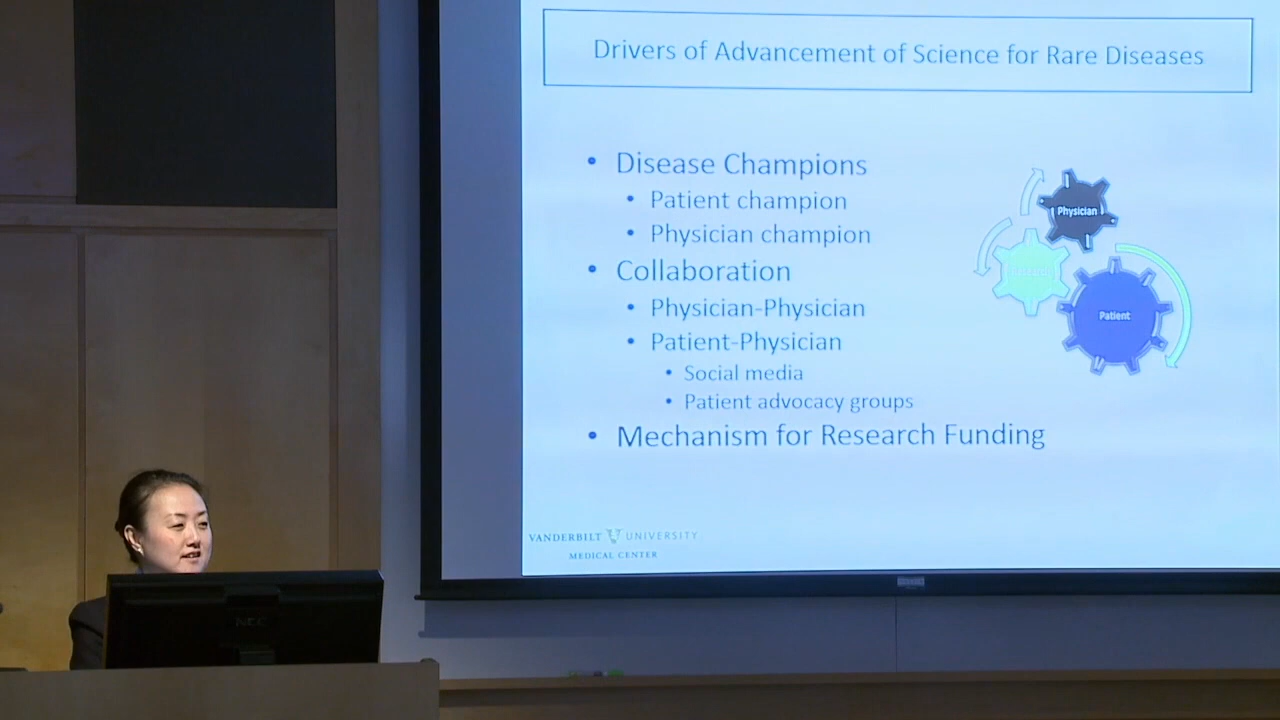 Drivers of Advancement of Science for Rare Diseases
• Disease Champions
• Patient champion
• Physician champion
• Collaboration
• Physician-Physician
• Patient-Physician
• Social media
• Patient advocacy groups
• Mechanism for Research Funding
Physician
Patient
VANDERBILT V UNIVERSITY
MEDICAL CENTER
NEC